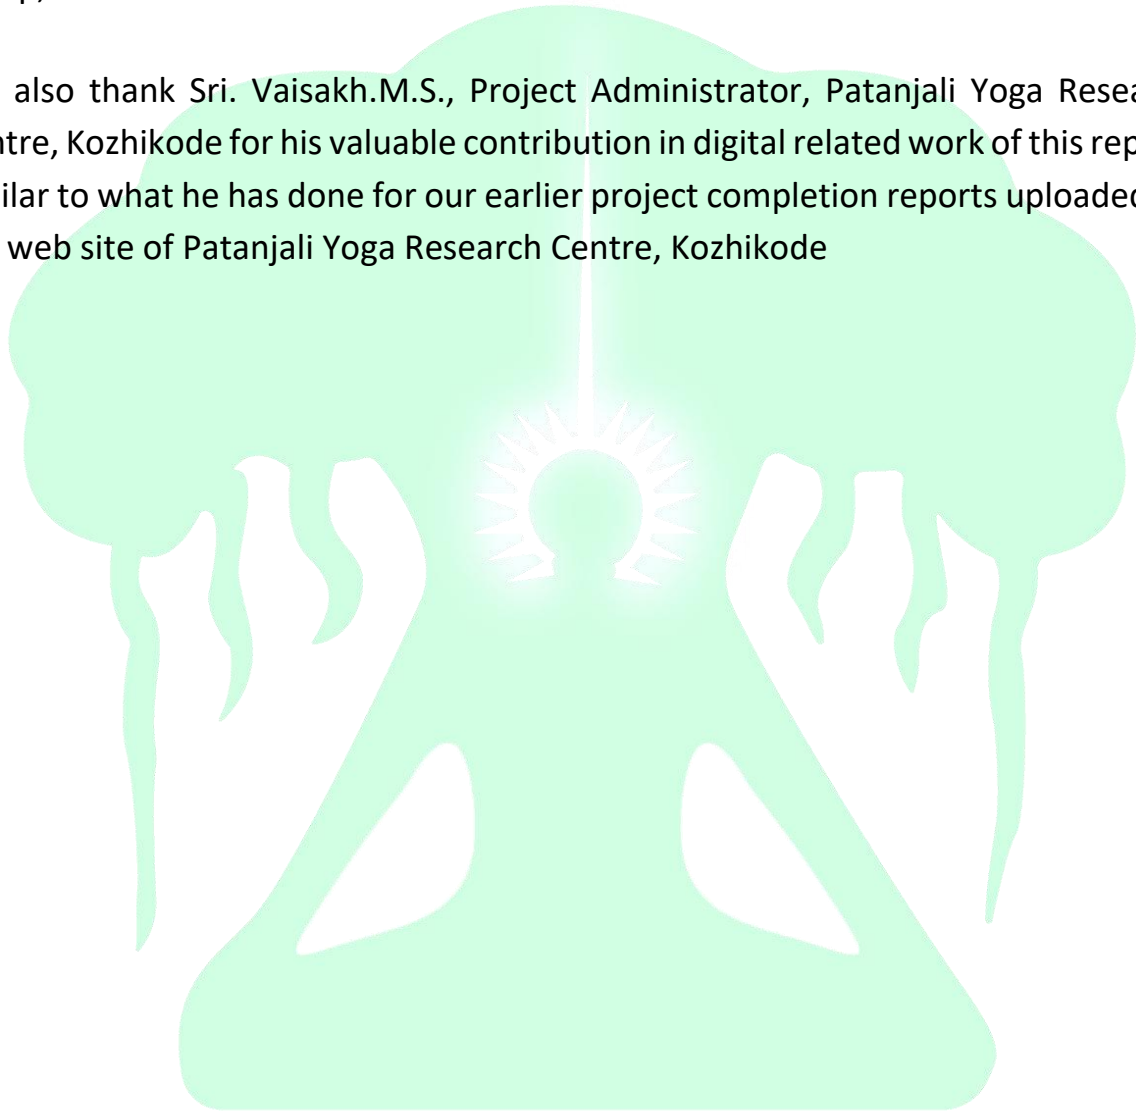 also thank Sri. Vaisakh.M.S., Project Administrator, Patanjali Yoga Resea
ntre, Kozhikode for his valuable contribution in digital related work of this rep
ilar to what he has done for our earlier project completion reports uploaded
web site of Patanjali Yoga Research Centre, Kozhikode